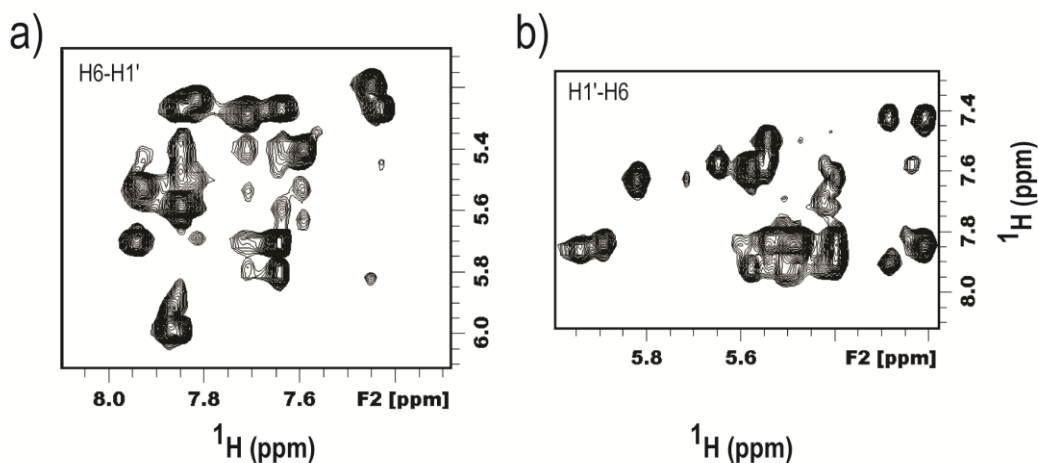 a)
H6-H1'
5.4
5.6
5.8
6.0
8.0 7.8 7.6 F2 [ppm]
¹H (ppm)
b)
H1'-H6
7.4
7.6
7.8
8.0
¹H (ppm)
5.8 5.6 F2 [ppm]
¹H (ppm)